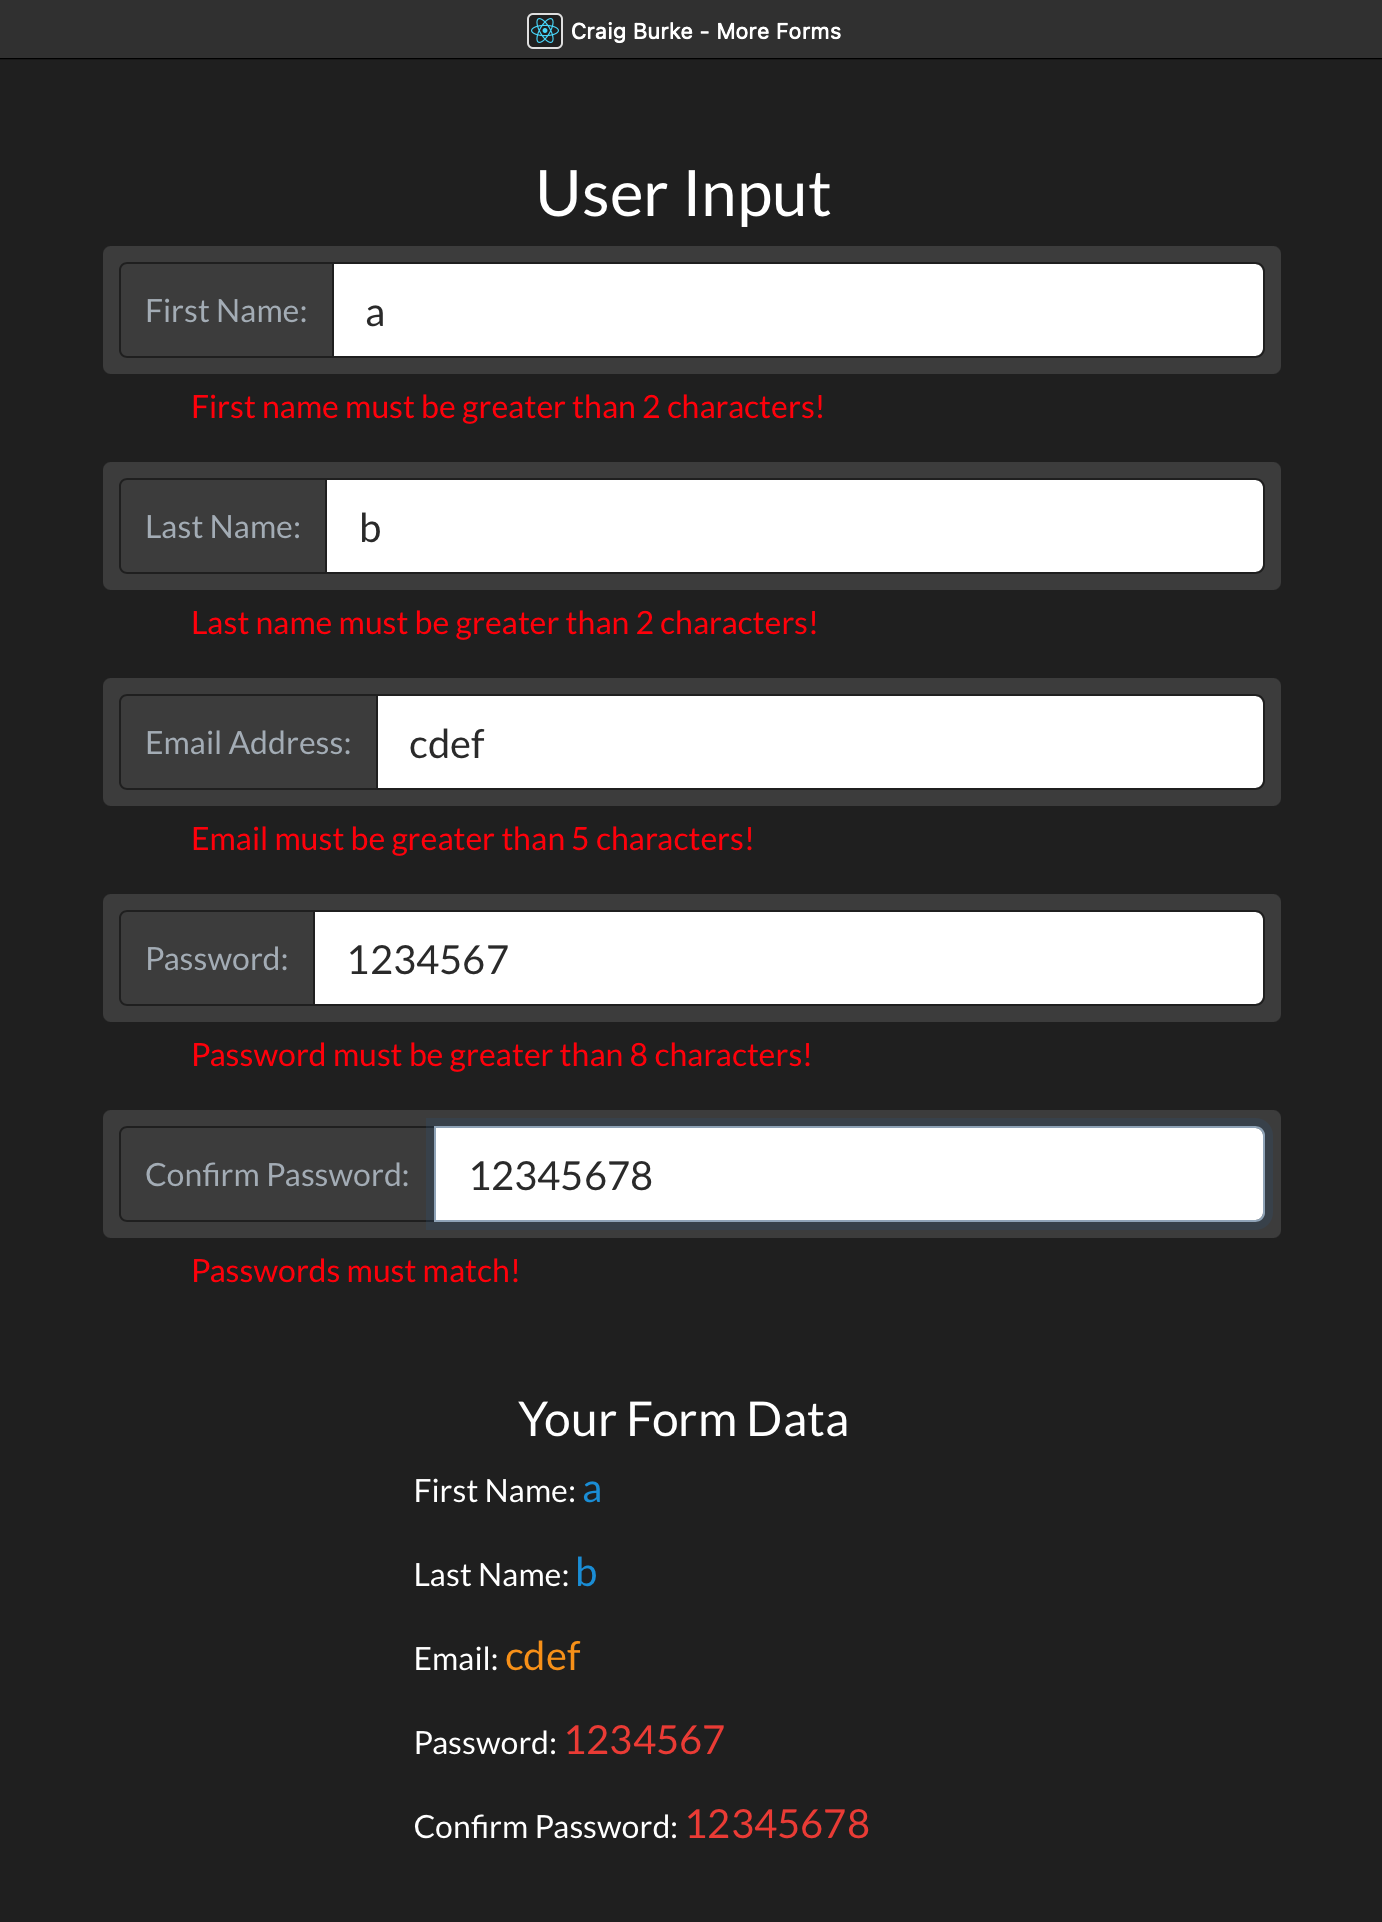 Craig Burke - More Forms
User Input
First Name: a
First name must be greater than 2 characters!
Last Name: b
Last name must be greater than 2 characters!
Email Address: cdef
Email must be greater than 5 characters!
Password: 1234567
Password must be greater than 8 characters!
Confirm Password: 12345678
Passwords must match!
Your Form Data
First Name: a
Last Name: b
Email: cdef
Password: 1234567
Confirm Password: 12345678